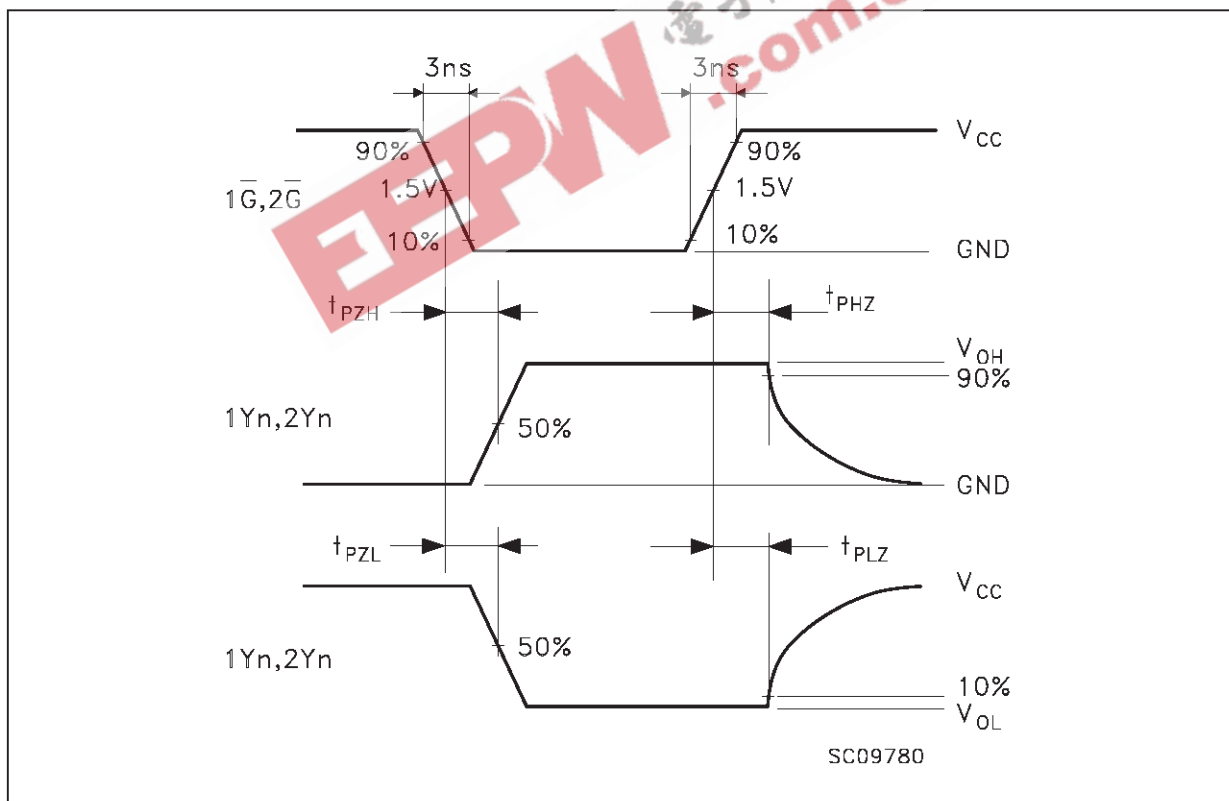 EEPW
.com.
3ns
3ns
VCC
90%
90%
1G̅,2G̅
1.5V
1.5V
10%
10%
GND
tPZH
tPHZ
VOH
90%
1Yn,2Yn
50%
GND
tPZL
tPLZ
VCC
1Yn,2Yn
50%
10%
VOL
SC09780